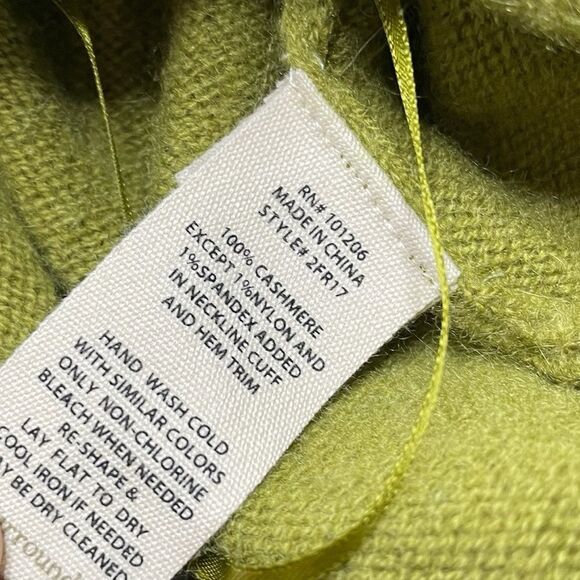 RN# 101206
MADE IN CHINA
STYLE# 2FR17
100% CASHMERE
EXCEPT 1%NYLON AND
1%SPANDEX ADDED
IN NECKLINE CUFF
AND HEM TRIM
HAND WASH COLD
WITH SIMILAR COLORS
ONLY NON-CHLORINE
BLEACH WHEN NEEDED
RE-SHAPE &
LAY FLAT TO DRY
COOL IRON IF NEEDED
MAY BE DRY CLEANED